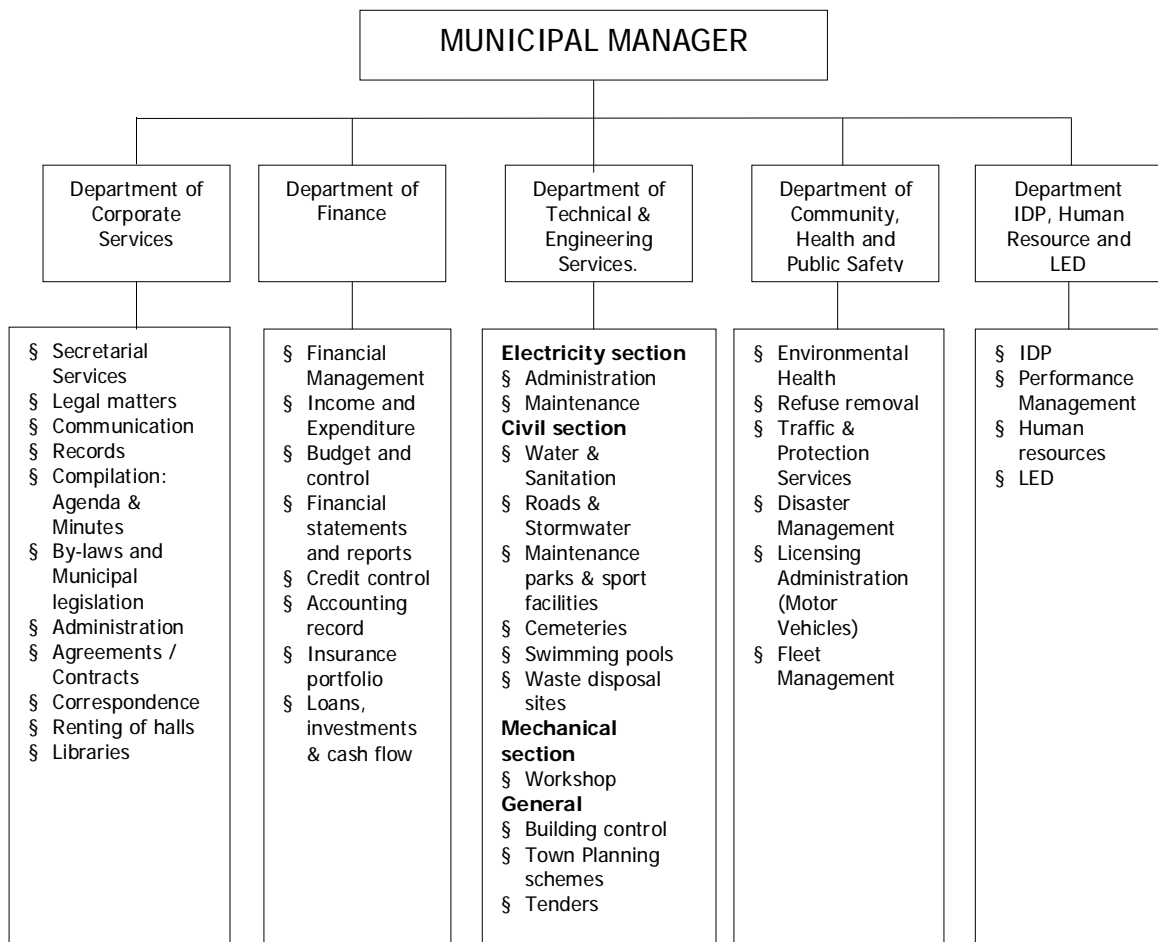 MUNICIPAL MANAGER
Department of
Corporate
Services
Department of
Finance
Department of
Technical &
Engineering
Services.
Department of
Community,
Health and
Public Safety
Department
IDP, Human
Resource and
LED
§ Secretarial
Services
§ Legal matters
§ Communication
§ Records
§ Compilation:
Agenda &
Minutes
§ By-laws and
Municipal
legislation
§ Administration
§ Agreements /
Contracts
§ Correspondence
§ Renting of halls
§ Libraries
§ Financial
Management
§ Income and
Expenditure
§ Budget and
control
§ Financial
statements
and reports
§ Credit control
§ Accounting
record
§ Insurance
portfolio
§ Loans,
investments
& cash flow
Electricity section
§ Administration
§ Maintenance
Civil section
§ Water &
Sanitation
§ Roads &
Stormwater
§ Maintenance
parks & sport
facilities
§ Cemeteries
§ Swimming pools
§ Waste disposal
sites
Mechanical
section
§ Workshop
General
§ Building control
§ Town Planning
schemes
§ Tenders
§ Environmental
Health
§ Refuse removal
§ Traffic &
Protection
Services
§ Disaster
Management
§ Licensing
Administration
(Motor
Vehicles)
§ Fleet
Management
§ IDP
§ Performance
Management
§ Human
resources
§ LED